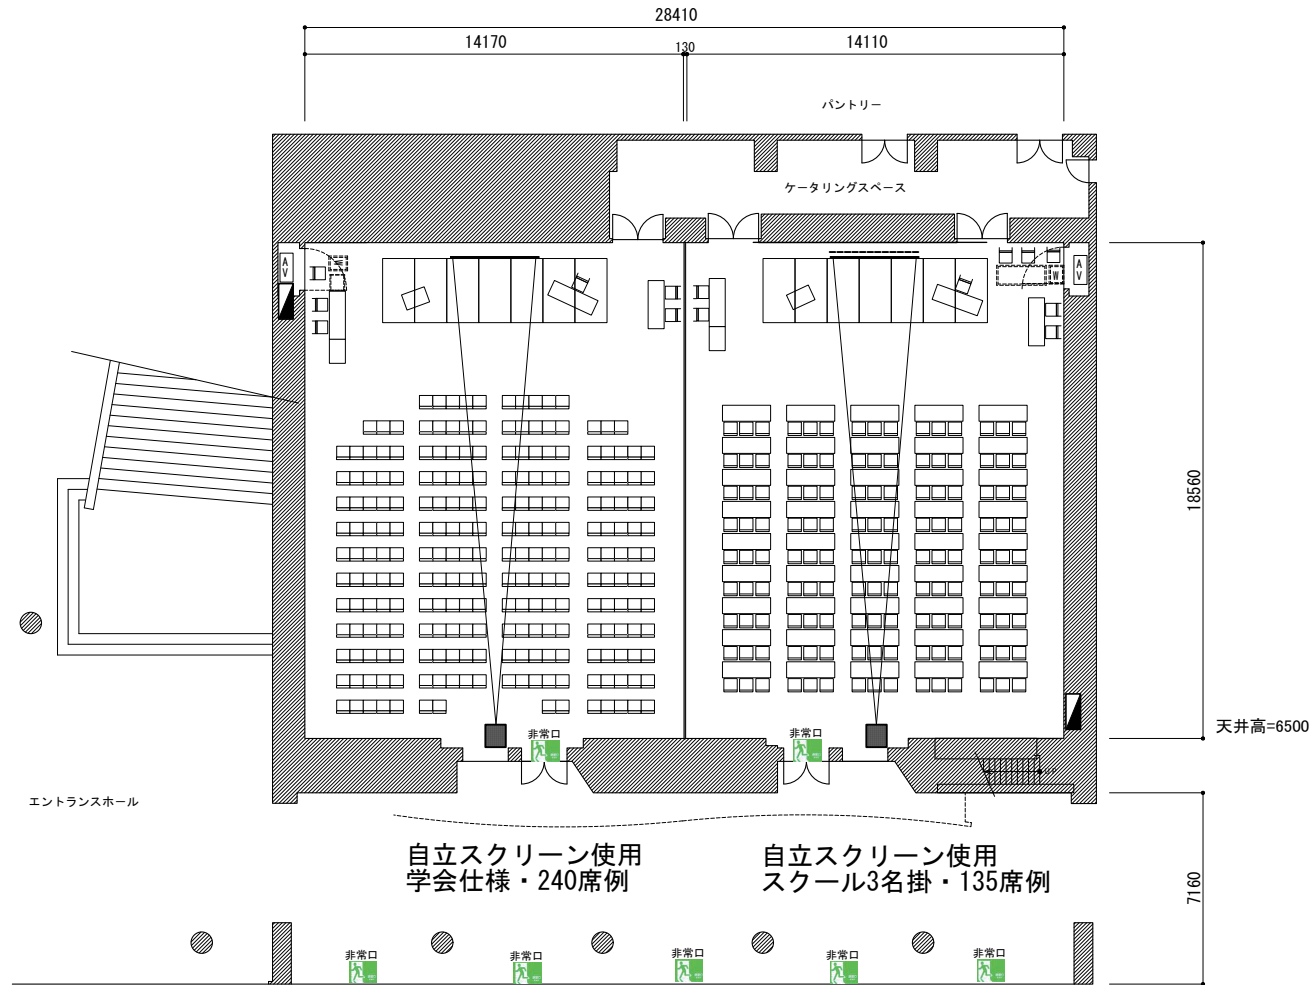 28410
14170
130
14110
パントリー
ケータリングスペース
AV
W
W
AV
18560
天井高=6500
非常口
非常口
UP
エントランスホール
自立スクリーン使用
学会仕様・240席例
自立スクリーン使用
スクール3名掛・135席例
7160
非常口
非常口
非常口
非常口
非常口